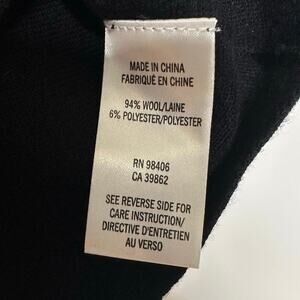 MADE IN CHINA
FABRIQUÉ EN CHINE
94% WOOL/LAINE
6% POLYESTER/POLYESTER
RN 98406
CA 39862
SEE REVERSE SIDE FOR
CARE INSTRUCTION/
DIRECTIVE D'ENTRETIEN
AU VERSO